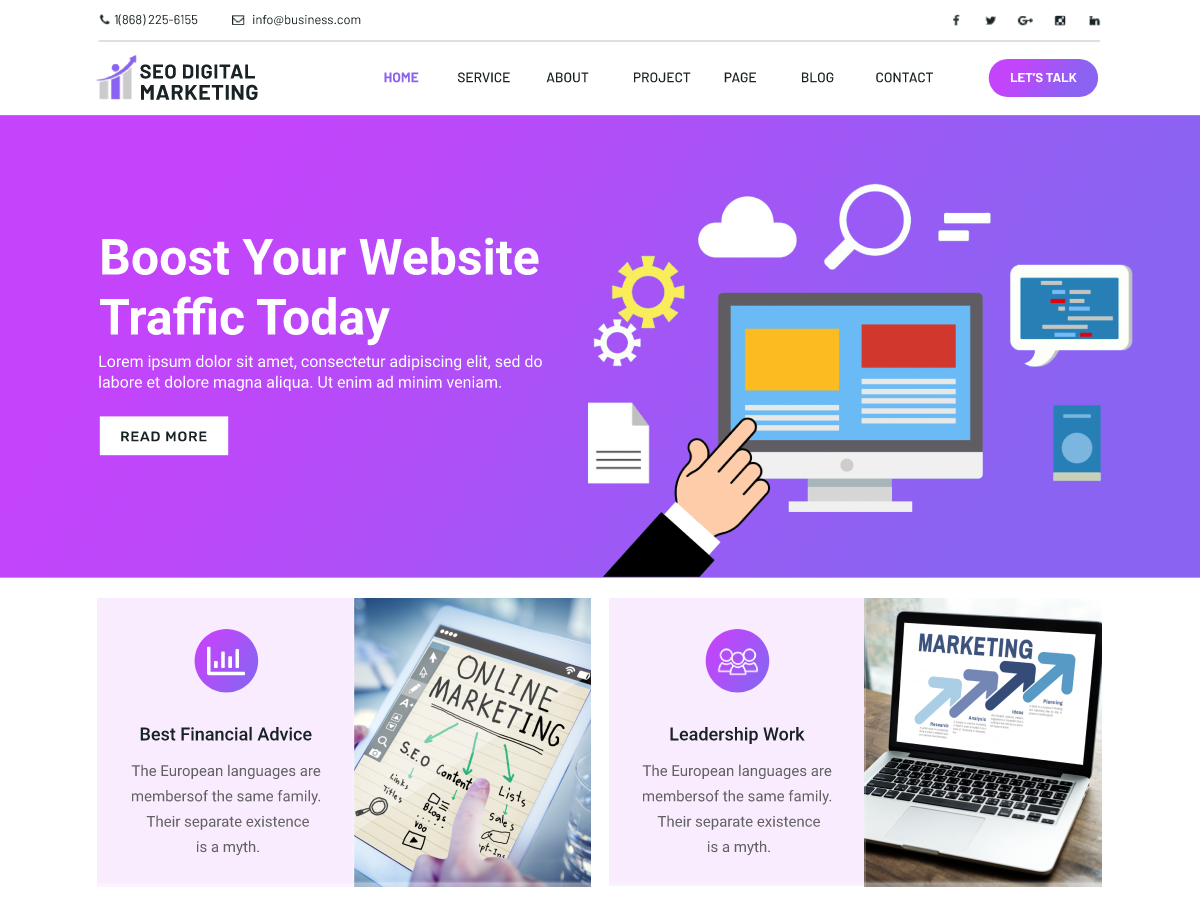 1(868) 225-6155
info@business.com
SEO DIGITAL
MARKETING
HOME
SERVICE
ABOUT
PROJECT
PAGE
BLOG
CONTACT
LET'S TALK
Boost Your Website
Traffic Today
Lorem ipsum dolor sit amet, consectetur adipiscing elit, sed do
labore et dolore magna aliqua. Ut enim ad minim veniam.
READ MORE
Best Financial Advice
The European languages are
membersof the same family.
Their separate existence
is a myth.
ONLINE
MARKETING
S.E.O
Content
Lists
Links
Titles
Blogs
Sales
Leadership Work
The European languages are
membersof the same family.
Their separate existence
is a myth.
MARKETING
Research
Analysis
Ideas
Planning